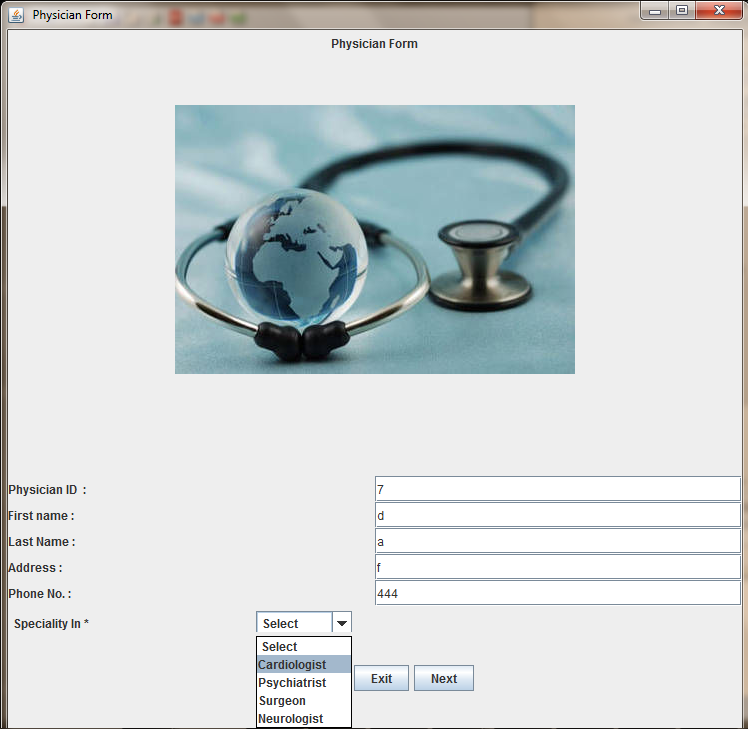 Physician Form
Physician Form
Physician ID :
7
First name :
d
Last Name :
a
Address :
f
Phone No. :
444
Speciality In *
Select
Select
Cardiologist
Psychiatrist
Surgeon
Neurologist
Exit
Next